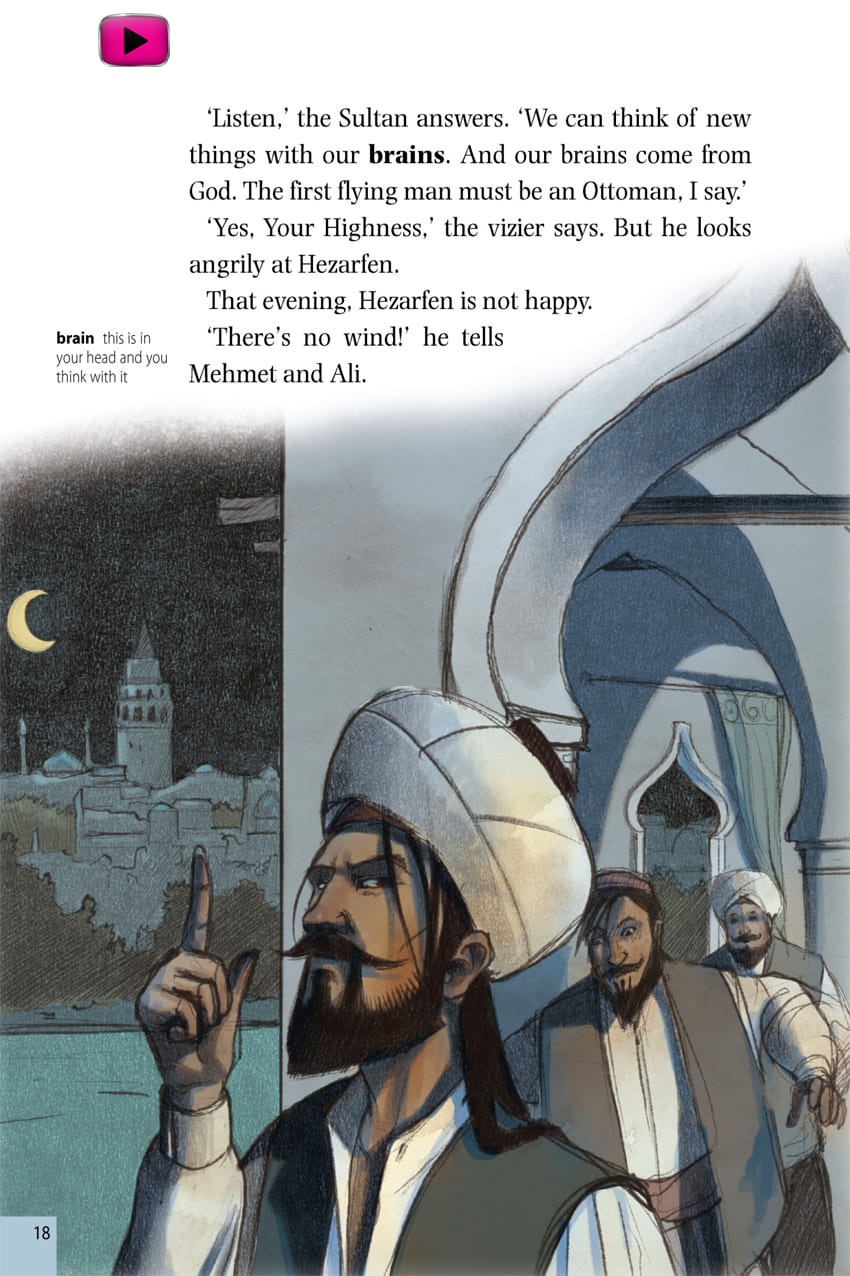 ‘Listen,’ the Sultan answers. ‘We can think of new
things with our brains. And our brains come from
God. The first flying man must be an Ottoman, I say.’
‘Yes, Your Highness,’ the vizier says. But he looks
angrily at Hezarfen.
That evening, Hezarfen is not happy.
‘There’s no wind!’ he tells
Mehmet and Ali.
brain this is in
your head and you
think with it
18